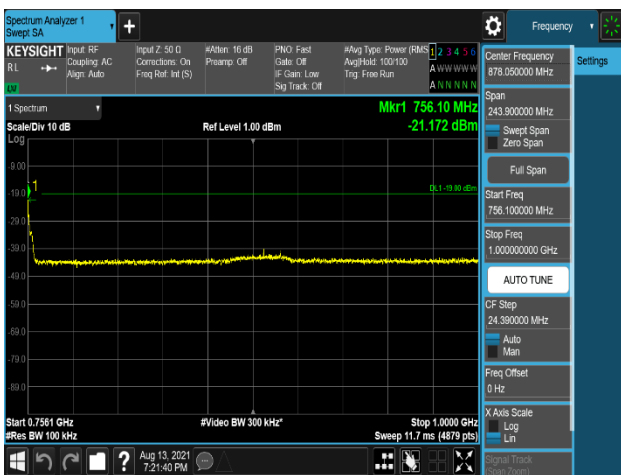 Spectrum Analyzer 1
Swept SA
Frequency
KEYSIGHT
RL
Input: RF
Coupling: AC
Align: Auto
Input Z: 50 Ω
Corrections: On
Freq Ref: Int (S)
#Atten: 16 dB
Preamp: Off
PNO: Fast
Gate: Off
IF Gain: Low
Sig Track: Off
#Avg Type: Power (RMS
Avg|Hold: 100/100
Trig: Free Run
1 2 3 4 5 6
A W W W W W
A N N N N N
1 Spectrum
Scale/Div 10 dB
Ref Level 1.00 dBm
Mkr1 756.10 MHz
-21.172 dBm
Log
1
DL1 -19.00 dBm
-9.00
-19.0
-29.0
-39.0
-49.0
-59.0
-69.0
-79.0
-89.0
Start 0.7561 GHz
#Video BW 300 kHz*
Stop 1.0000 GHz
#Res BW 100 kHz
Sweep 11.7 ms (4879 pts)
?
Aug 13, 2021
7:21:40 PM
Center Frequency
878.050000 MHz
Settings
Span
243.900000 MHz
Swept Span
Zero Span
Full Span
Start Freq
756.100000 MHz
Stop Freq
1.000000000 GHz
AUTO TUNE
CF Step
24.390000 MHz
Auto
Man
Freq Offset
0 Hz
X Axis Scale
Log
Lin
Signal Track
(Span Zoom)